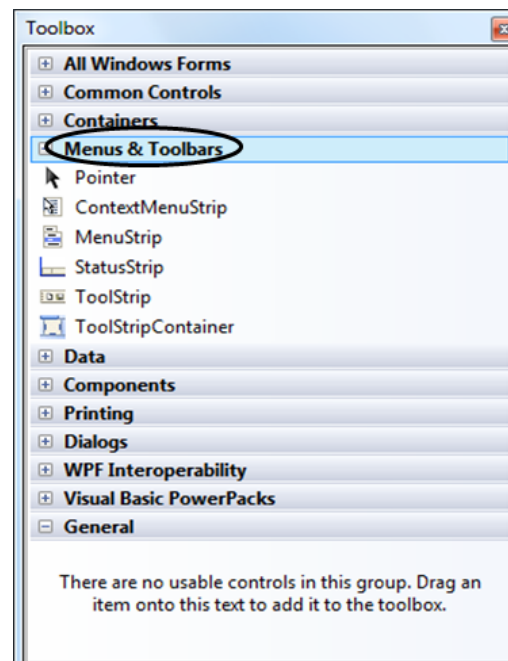 Toolbox
All Windows Forms
Common Controls
Containers
Menus & Toolbars
Pointer
ContextMenuStrip
MenuStrip
StatusStrip
ToolStrip
ToolStripContainer
Data
Components
Printing
Dialogs
WPF Interoperability
Visual Basic PowerPacks
General
There are no usable controls in this group. Drag an
item onto this text to add it to the toolbox.